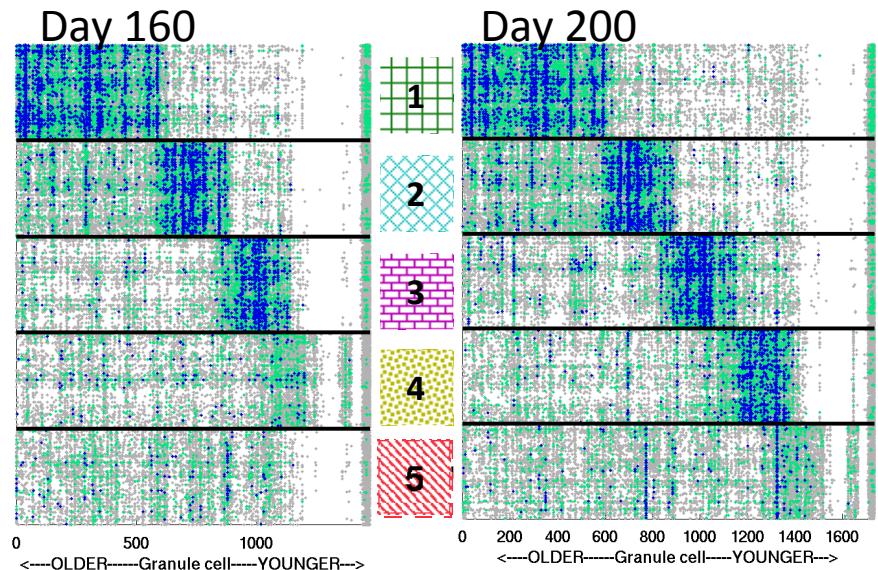 Day 160
Day 200
1
2
3
4
5
0 500 1000
<----OLDER------Granule cell----YOUNGER--->
0 200 400 600 800 1000 1200 1400 1600
<----OLDER------Granule cell----YOUNGER--->